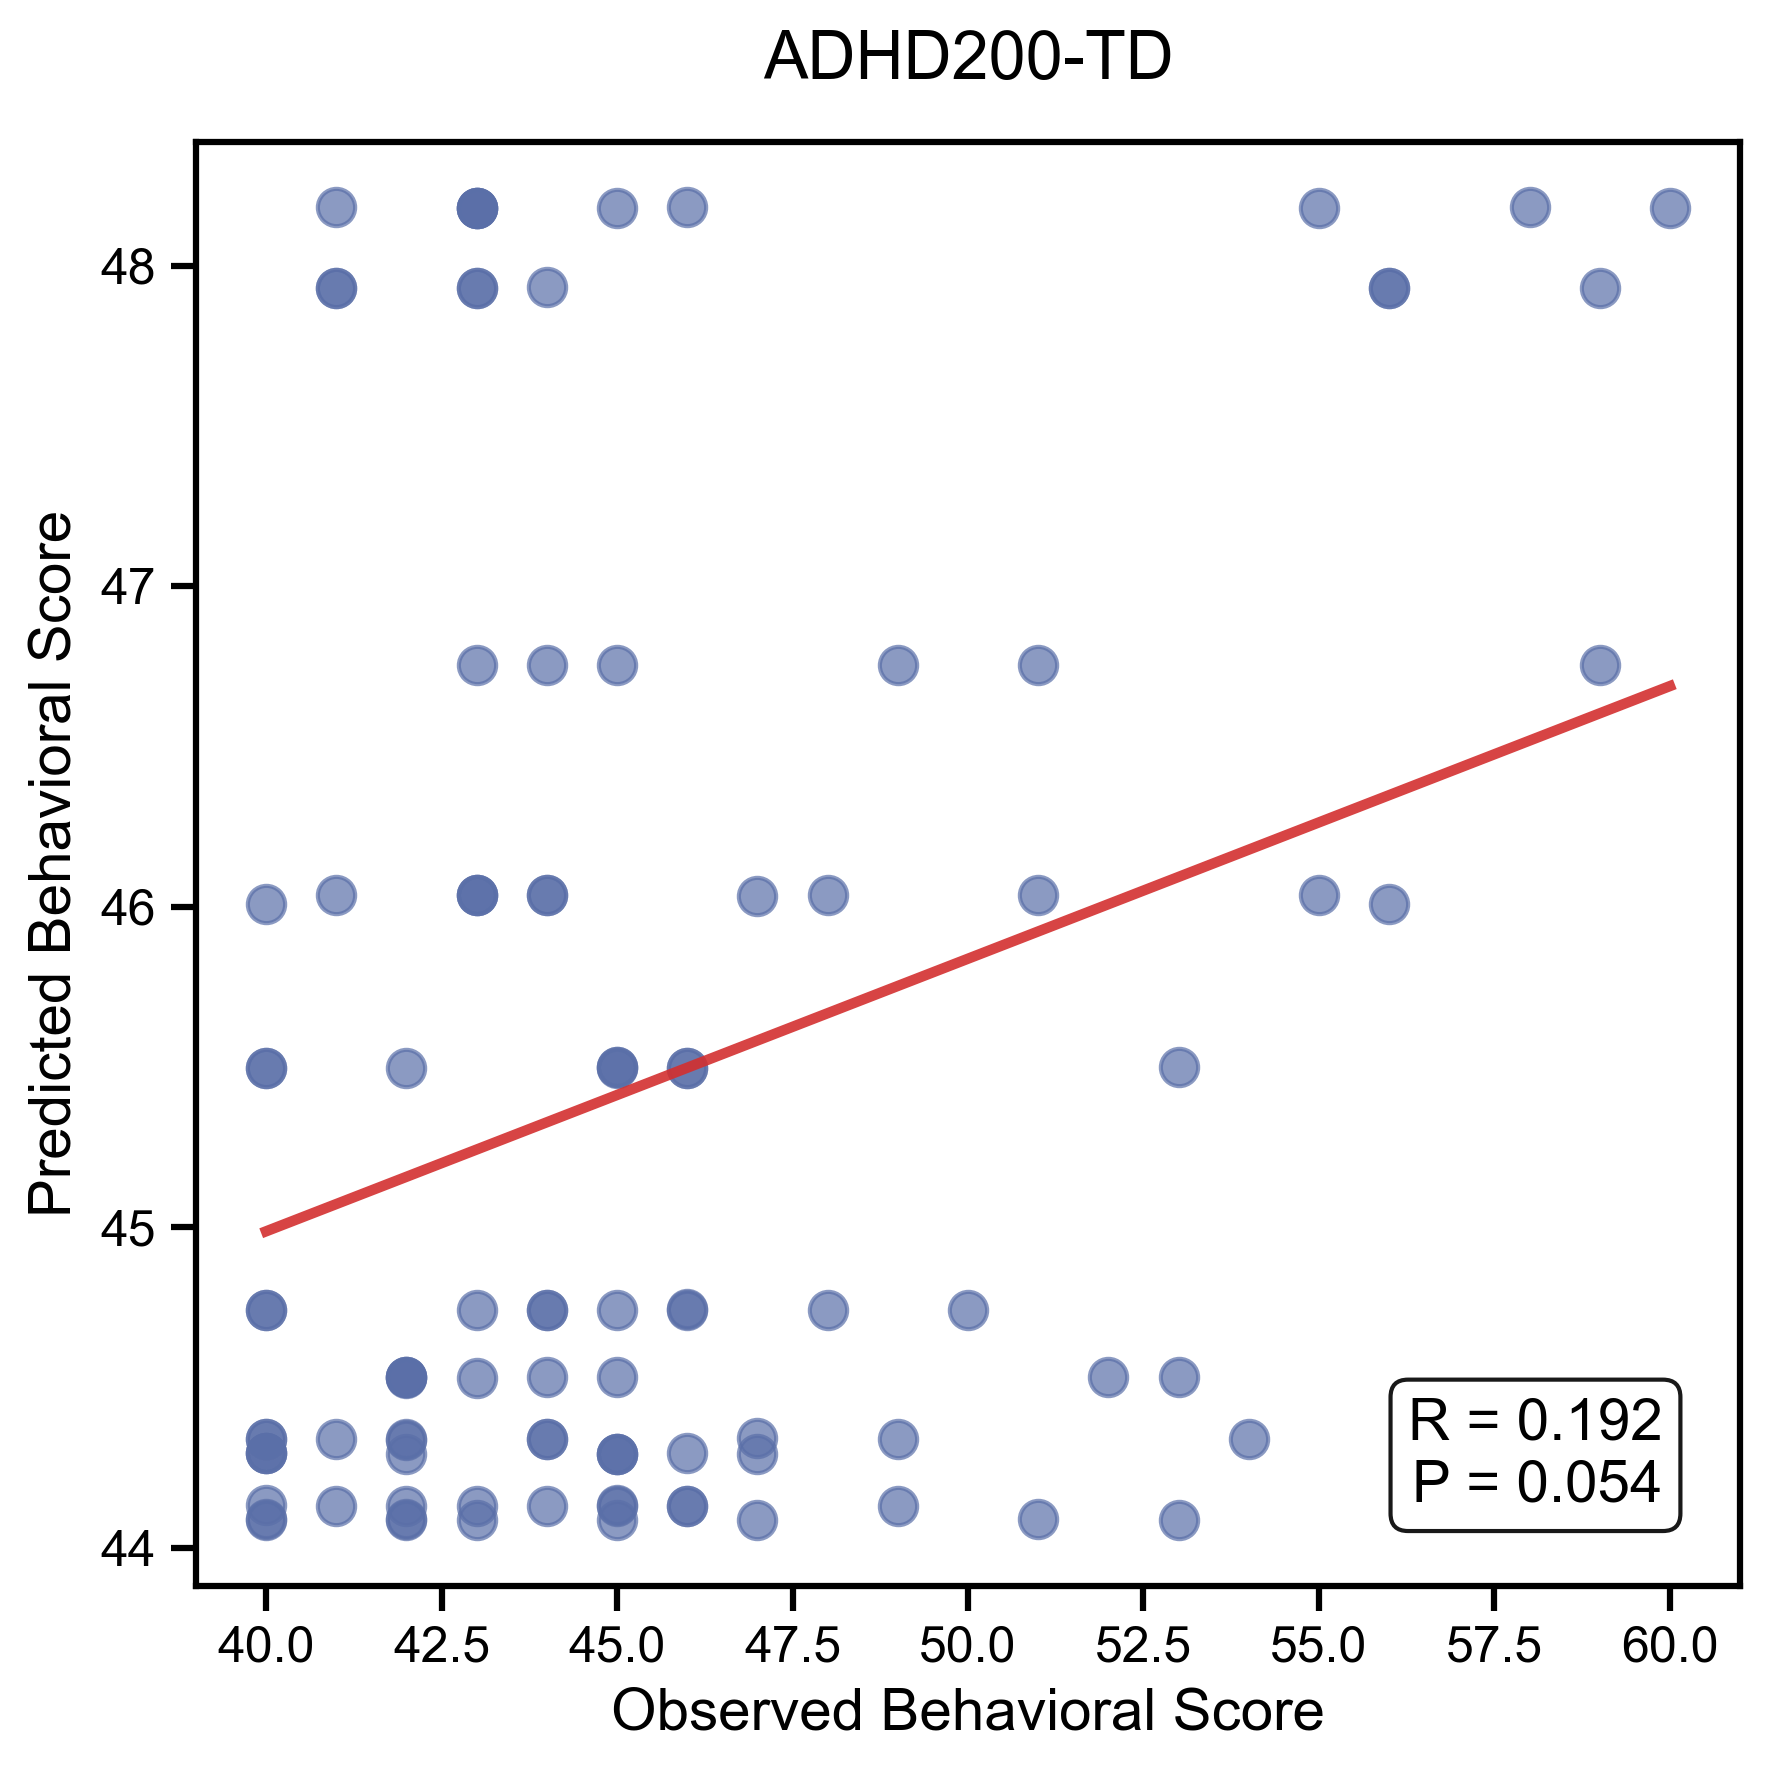 ADHD200-TD
48
47
46
45
44
Predicted Behavioral Score
R = 0.192
P = 0.054
40.0 42.5 45.0 47.5 50.0 52.5 55.0 57.5 60.0
Observed Behavioral Score